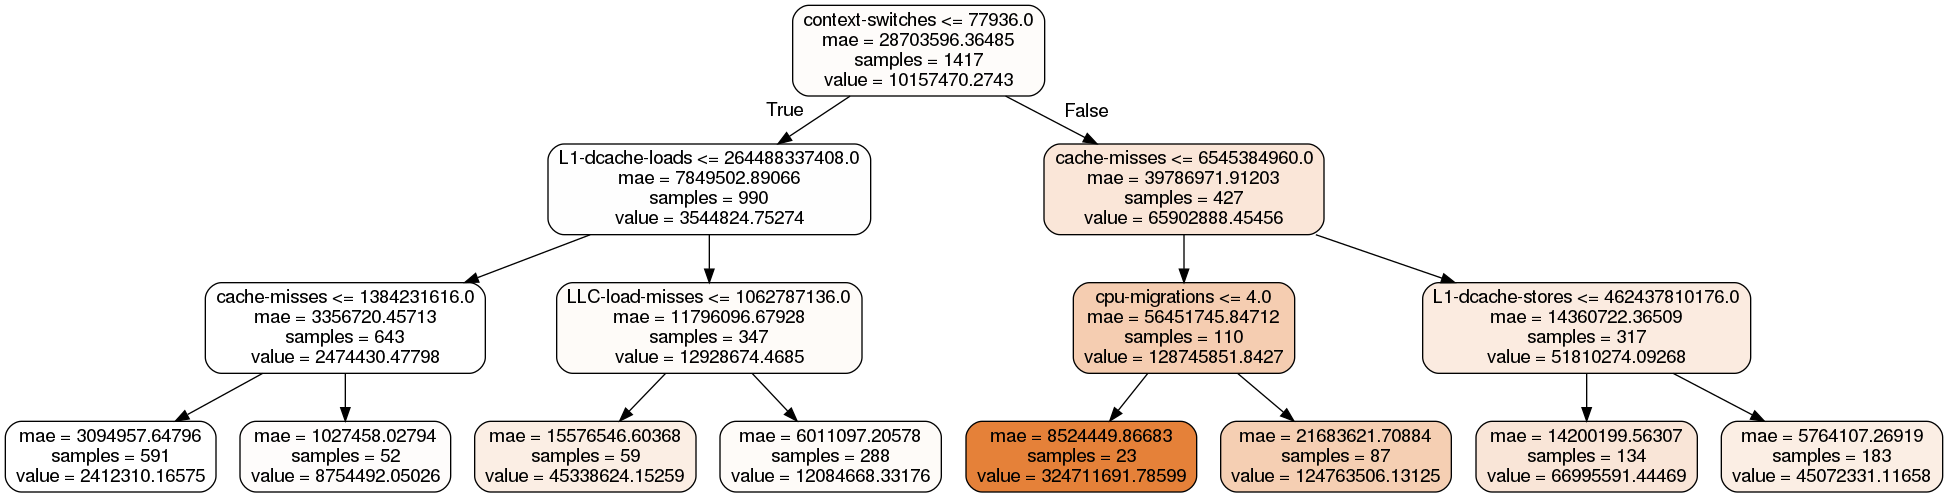 context-switches <= 77936.0
mae = 28703596.36485
samples = 1417
value = 10157470.2743
True
False
L1-dcache-loads <= 264488337408.0
mae = 7849502.89066
samples = 990
value = 3544824.75274
cache-misses <= 6545384960.0
mae = 39786971.91203
samples = 427
value = 65902888.45456
cache-misses <= 1384231616.0
mae = 3356720.45713
samples = 643
value = 2474430.47798
LLC-load-misses <= 1062787136.0
mae = 11796096.67928
samples = 347
value = 12928674.4685
cpu-migrations <= 4.0
mae = 56451745.84712
samples = 110
value = 128745851.8427
L1-dcache-stores <= 462437810176.0
mae = 14360722.36509
samples = 317
value = 51810274.09268
mae = 3094957.64796
samples = 591
value = 2412310.16575
mae = 1027458.02794
samples = 52
value = 8754492.05026
mae = 15576546.60368
samples = 59
value = 45338624.15259
mae = 6011097.20578
samples = 288
value = 12084668.33176
mae = 8524449.86683
samples = 23
value = 324711691.78599
mae = 21683621.70884
samples = 87
value = 124763506.13125
mae = 14200199.56307
samples = 134
value = 66995591.44469
mae = 5764107.26919
samples = 183
value = 45072331.11658